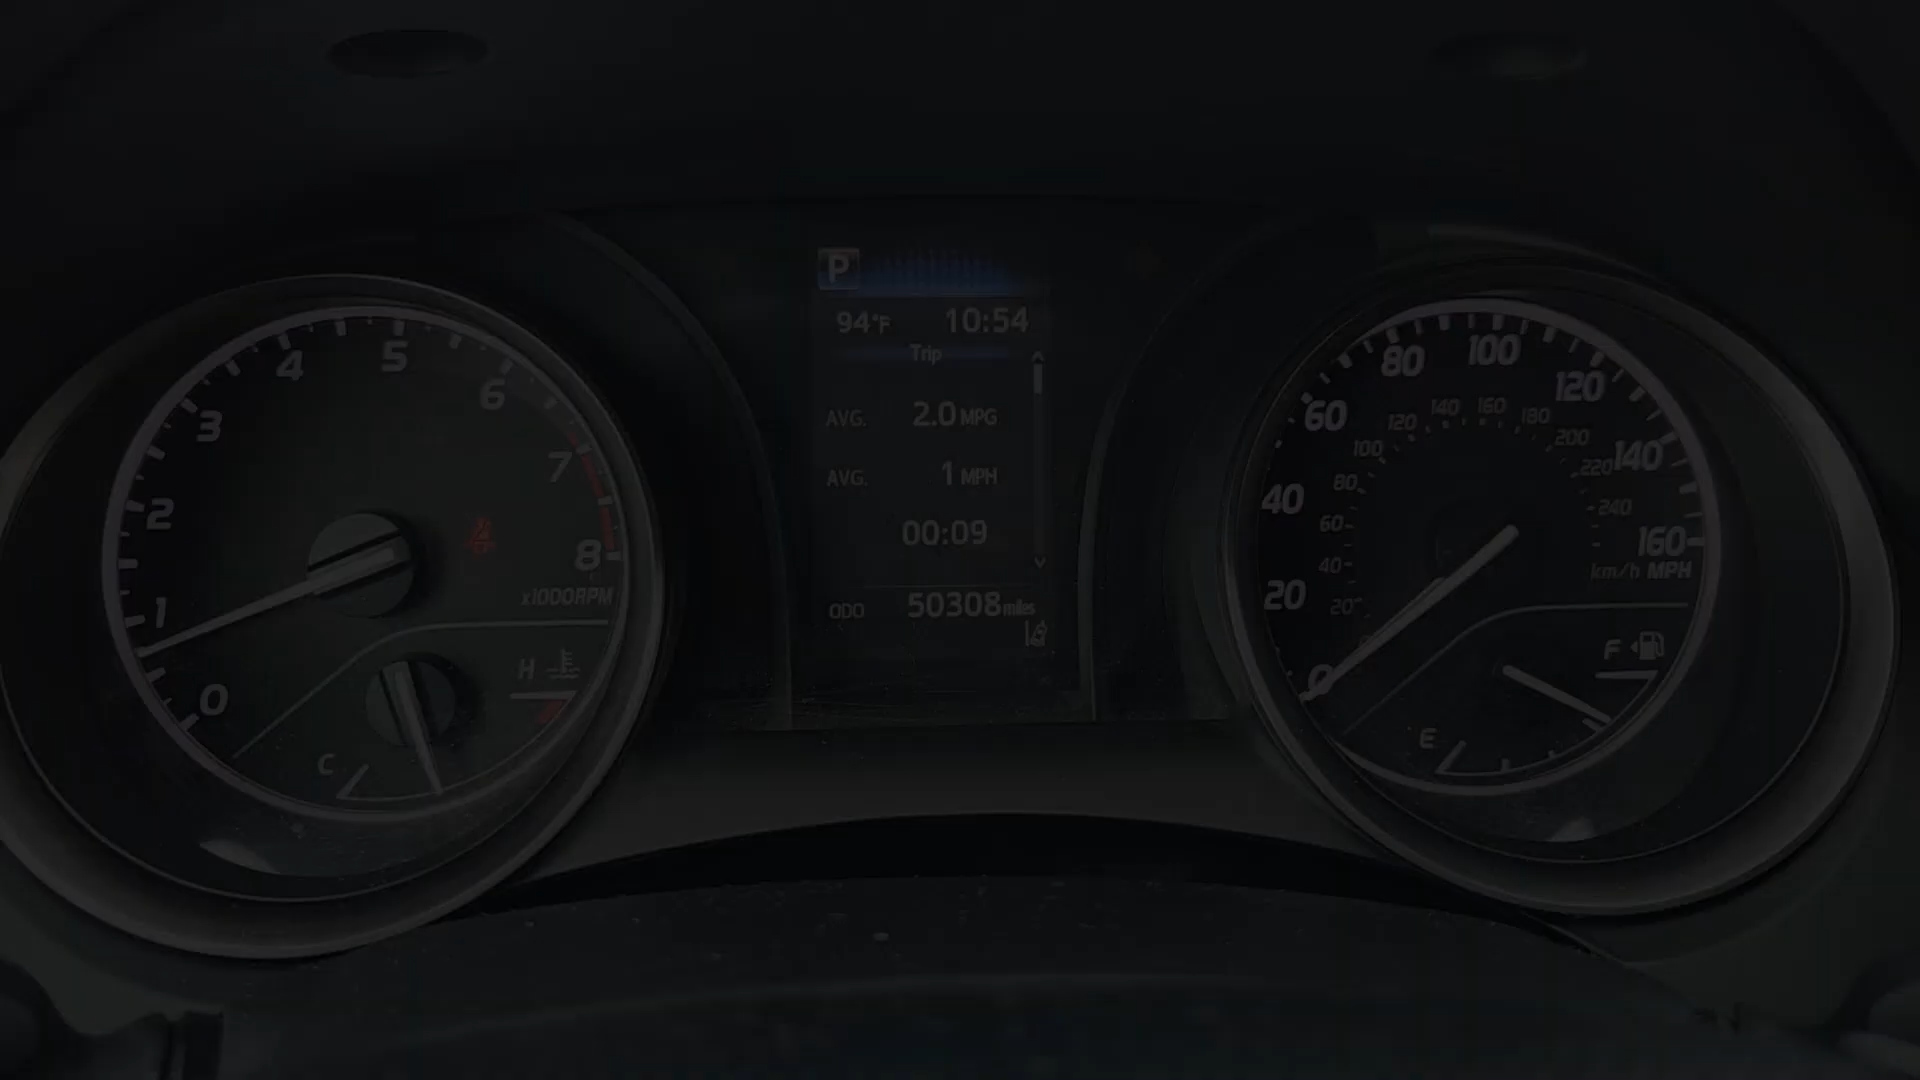 P
94°F 10:54
Trip
AVG. 2.0 MPG
AVG. 1 MPH
00:09
ODO 50308 miles
0 1 2 3 4 5 6 7 8
x1000RPM
C H
0 20 40 60 80 100 120 140 160
20 40 60 80 100 120 140 160 180 200 220 240
km/h MPH
E F